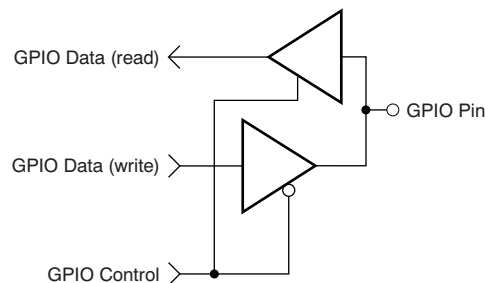 GPIO Data (read)
GPIO Pin
GPIO Data (write)
GPIO Control